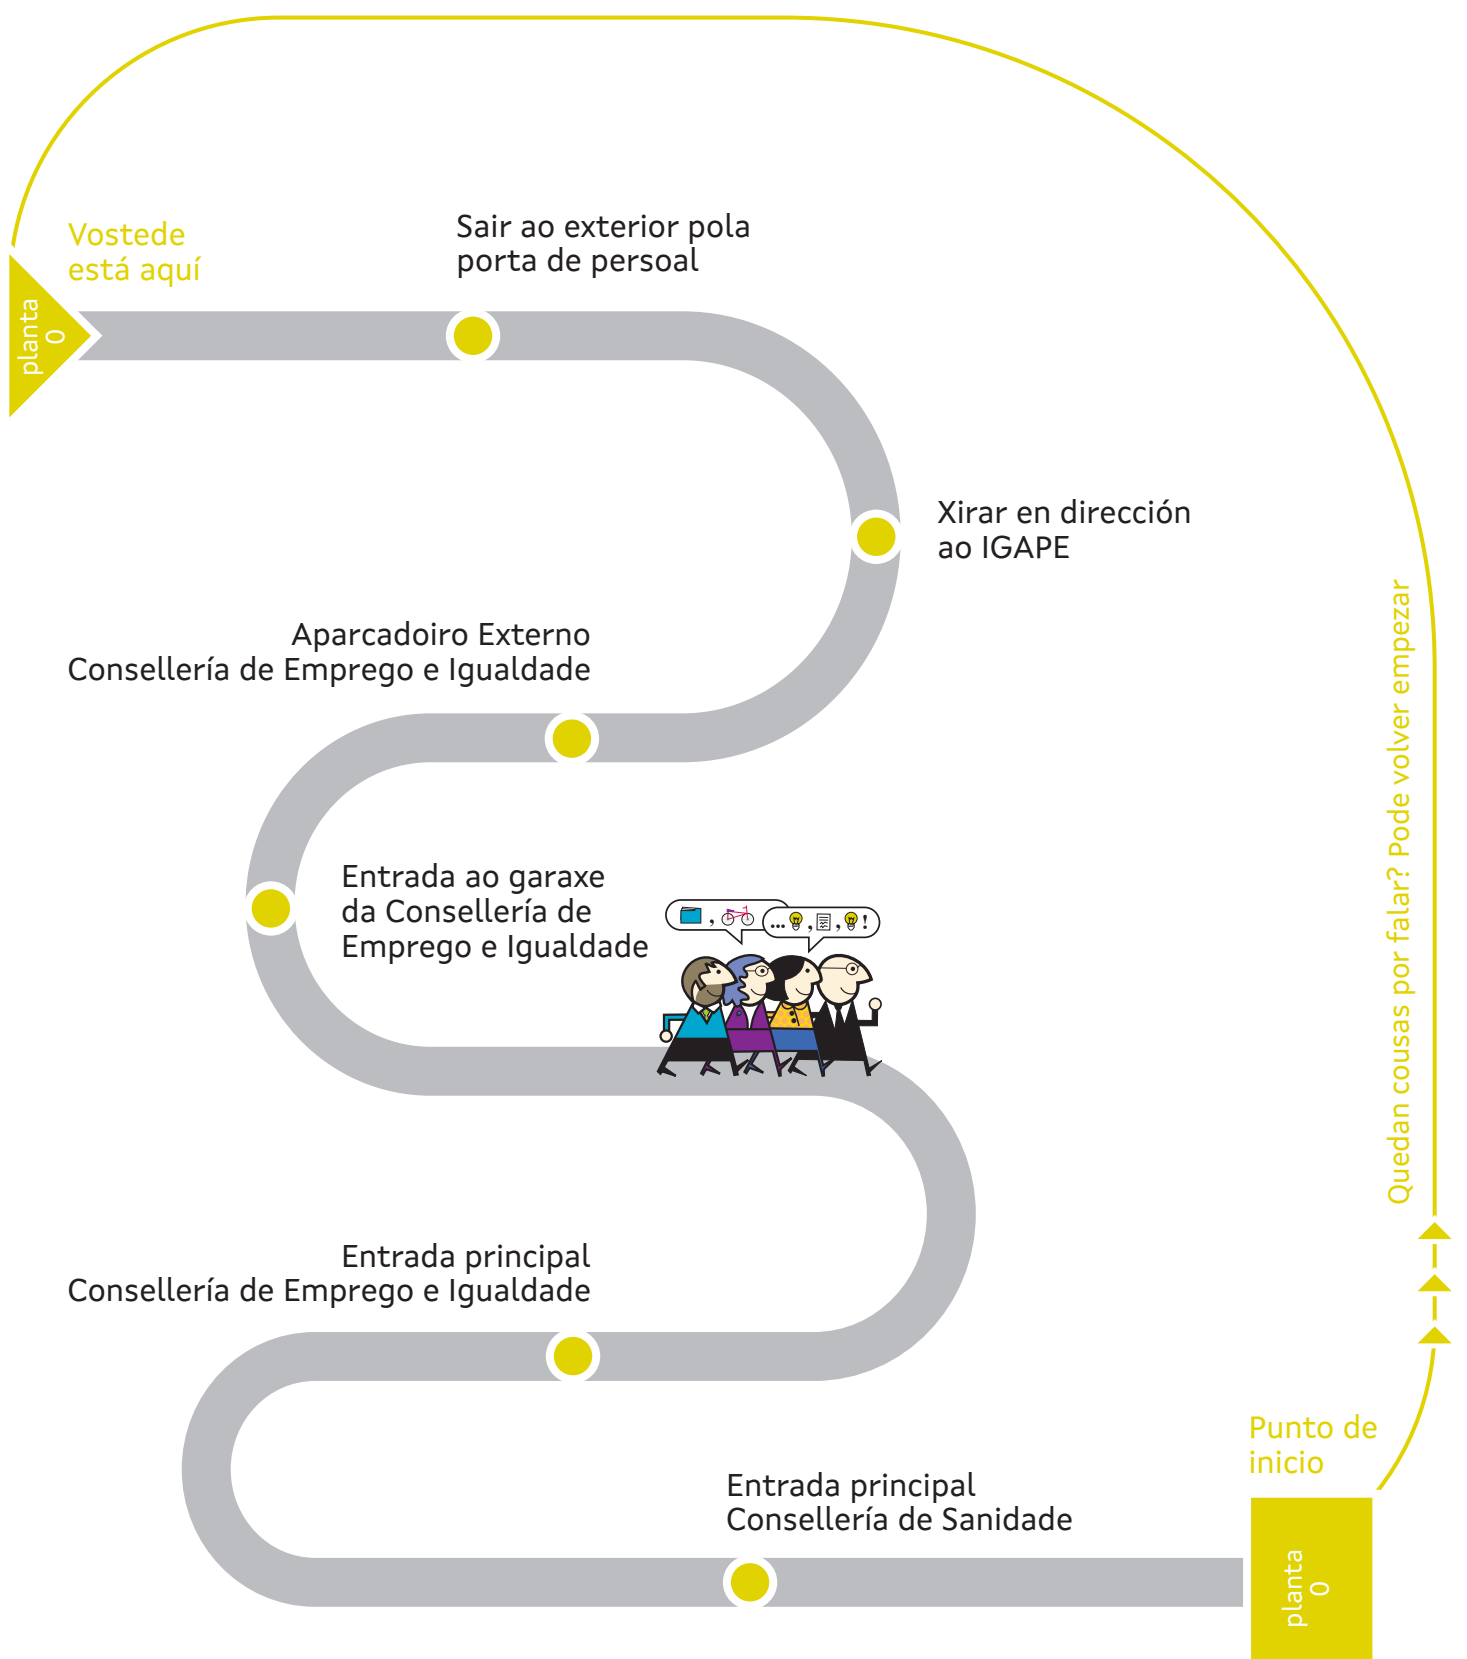 Vostede
está aquí
planta
0
Sair ao exterior pola
porta de persoal
Xirar en dirección
ao IGAPE
Aparcadoiro Externo
Consellería de Emprego e Igualdade
Entrada ao garaxe
da Consellería de
Emprego e Igualdade
, 
... , , !
Entrada principal
Consellería de Emprego e Igualdade
Entrada principal
Consellería de Sanidade
Punto de
inicio
planta
0
Quedan cousas por falar? Pode volver empezar